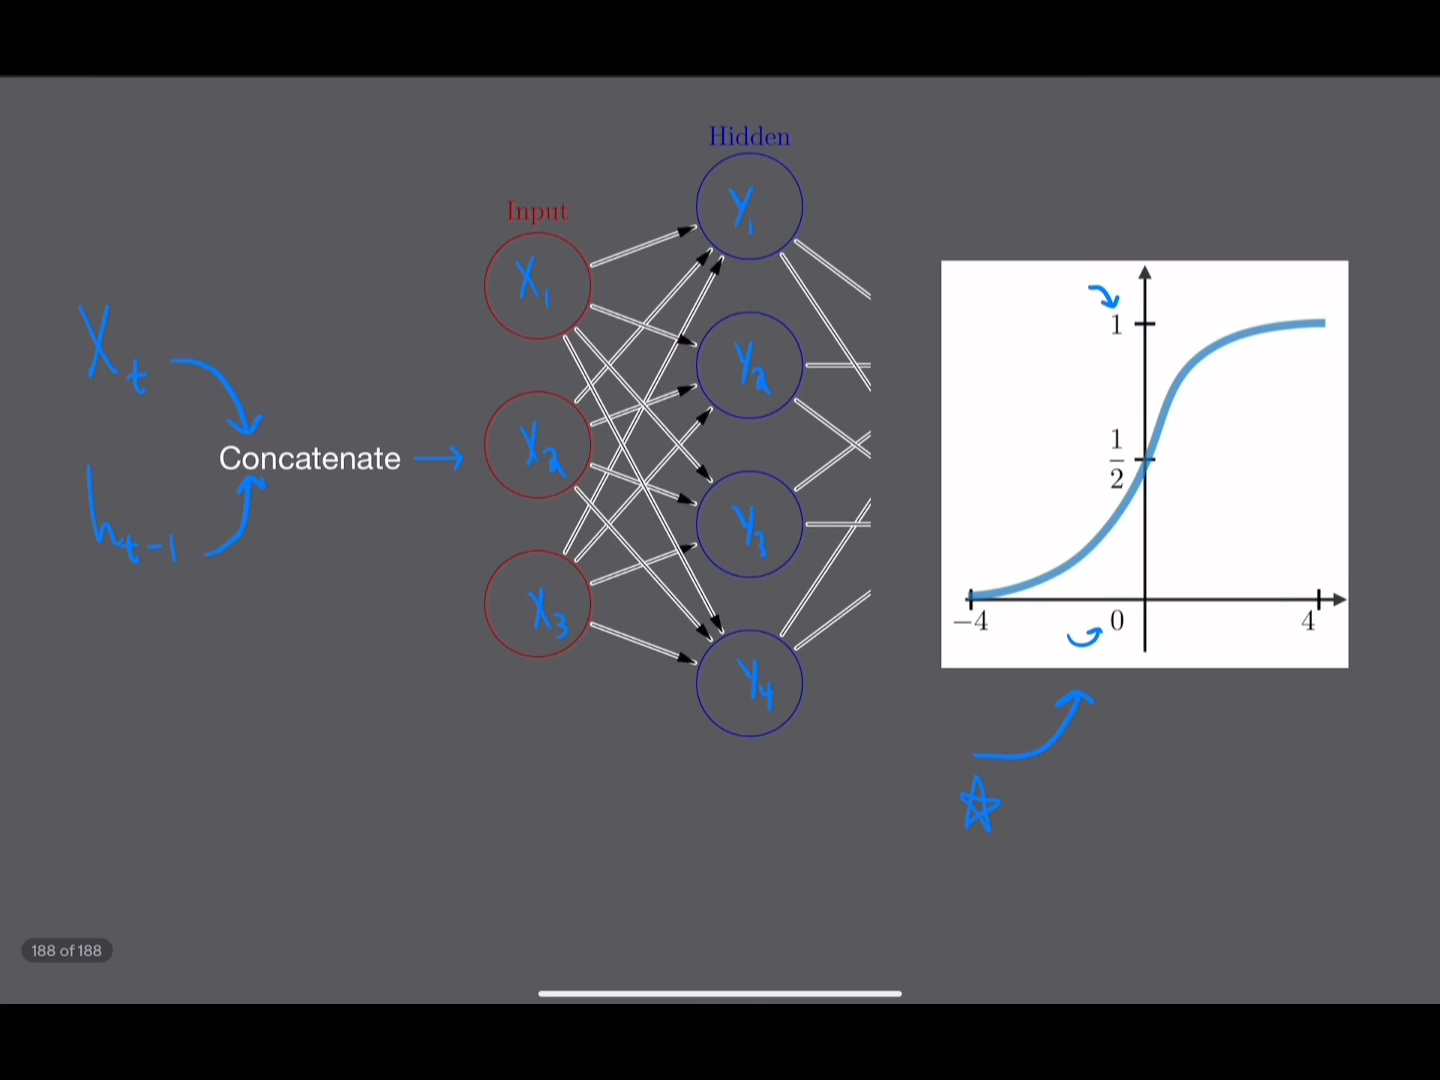 Hidden
Input
Y1
X1
Xt
Y2
Concatenate
X2
ht-1
Y3
X3
Y4
1
1
2
-4
0
4
188 of 188